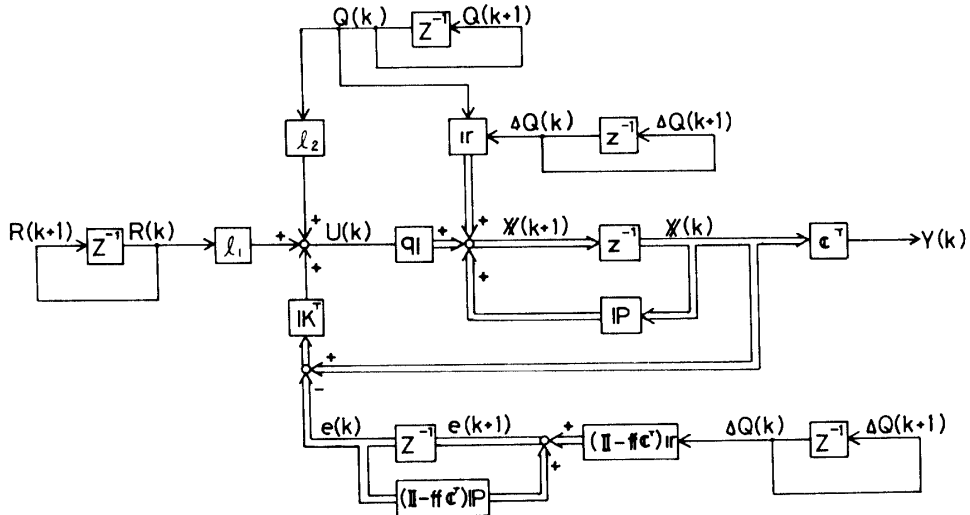 Q(k) Z⁻¹ Q(k+1)
ℓ₂ 𝕣 ΔQ(k) z⁻¹ ΔQ(k+1)
+ +
R(k+1) Z⁻¹ R(k) ℓ₁ + U(k) 𝕢 + 𝕏(k+1) z⁻¹ 𝕏(k) 𝕔ᵀ Y(k)
+ +
𝕂ᵀ ℙ
+
-
e(k) Z⁻¹ e(k+1) + (𝕀-𝕗𝕔ᵀ)𝕣 ΔQ(k) Z⁻¹ ΔQ(k+1)
+
(𝕀-𝕗𝕔ᵀ)ℙ